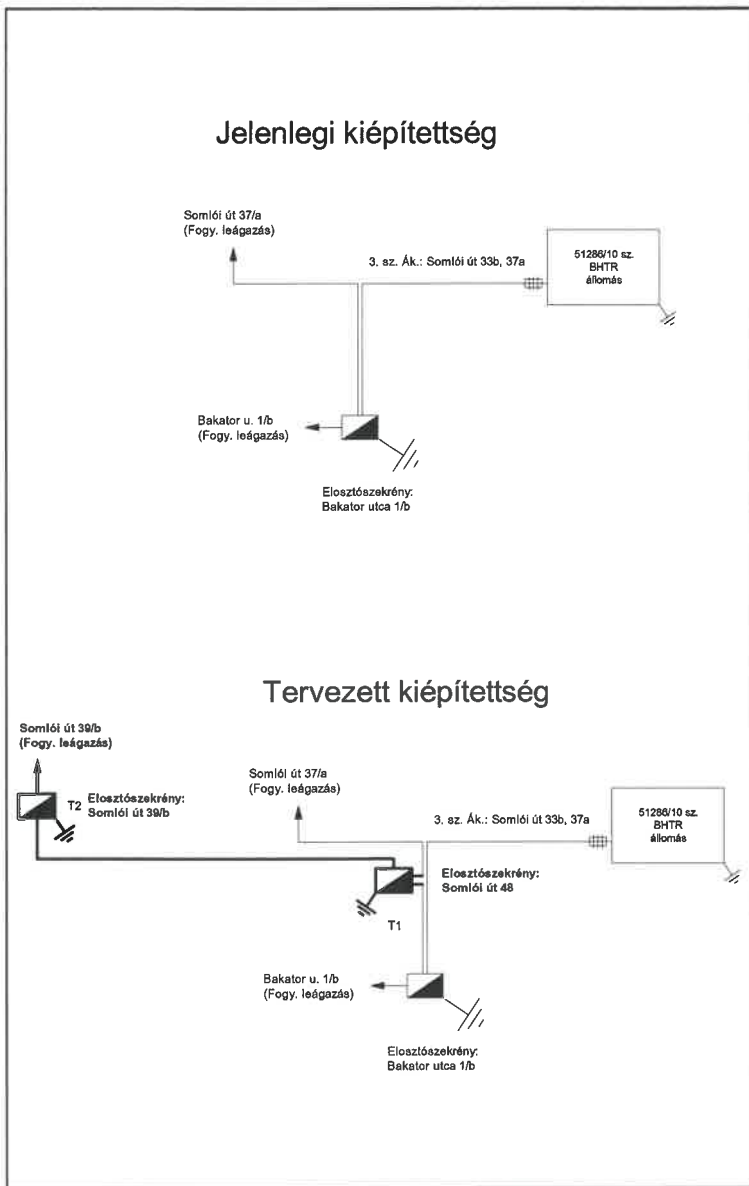 Jelenlegi kiépítettség
Somlói út 37/a
(Fogy. leágazás)
3. sz. Ák.: Somlói út 33b, 37a
51286/10 sz.
BHTR
állomás
Bakator u. 1/b
(Fogy. leágazás)
Elosztószekrény:
Bakator utca 1/b
Tervezett kiépítettség
Somlói út 39/b
(Fogy. leágazás)
T2
Elosztószekrény:
Somlói út 39/b
Somlói út 37/a
(Fogy. leágazás)
3. sz. Ák.: Somlói út 33b, 37a
51286/10 sz.
BHTR
állomás
Elosztószekrény:
Somlói út 48
T1
Bakator u. 1/b
(Fogy. leágazás)
Elosztószekrény:
Bakator utca 1/b